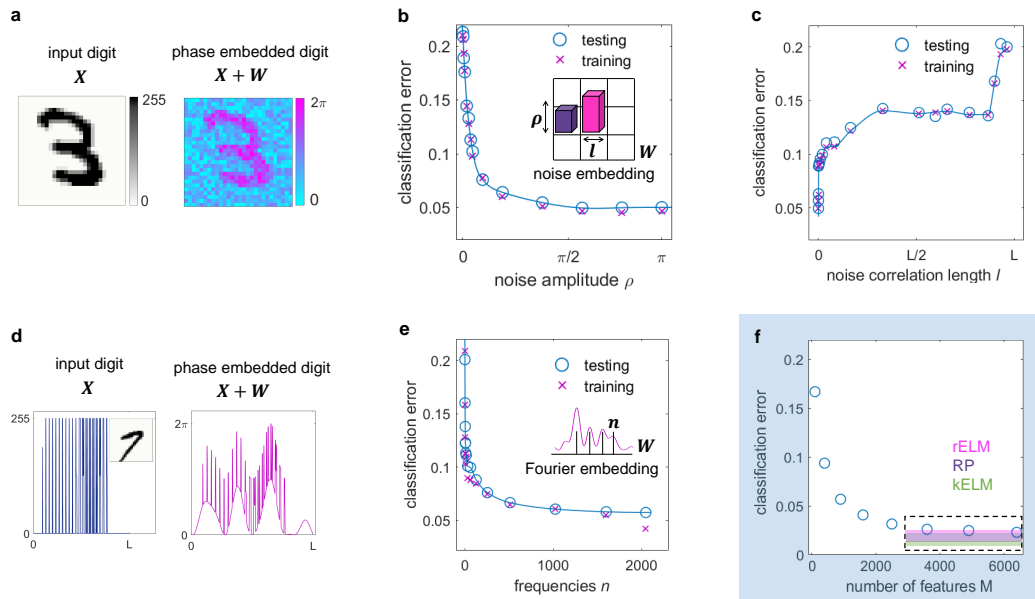 a
input digit
X
255
0
phase embedded digit
X + W
2π
0
b
classification error
0.2
0.15
0.1
0.05
testing
training
ρ
l
W
noise embedding
0
π/2
π
noise amplitude ρ
c
classification error
0.2
0.15
0.1
0.05
0
testing
training
0
L/2
L
noise correlation length l
d
input digit
X
255
0
0
L
phase embedded digit
X + W
2π
0
0
L
e
classification error
0.2
0.15
0.1
0.05
testing
training
n
W
Fourier embedding
0
1000
2000
frequencies n
f
classification error
0.2
0.15
0.1
0.05
0
rELM
RP
kELM
0
2000
4000
6000
number of features M